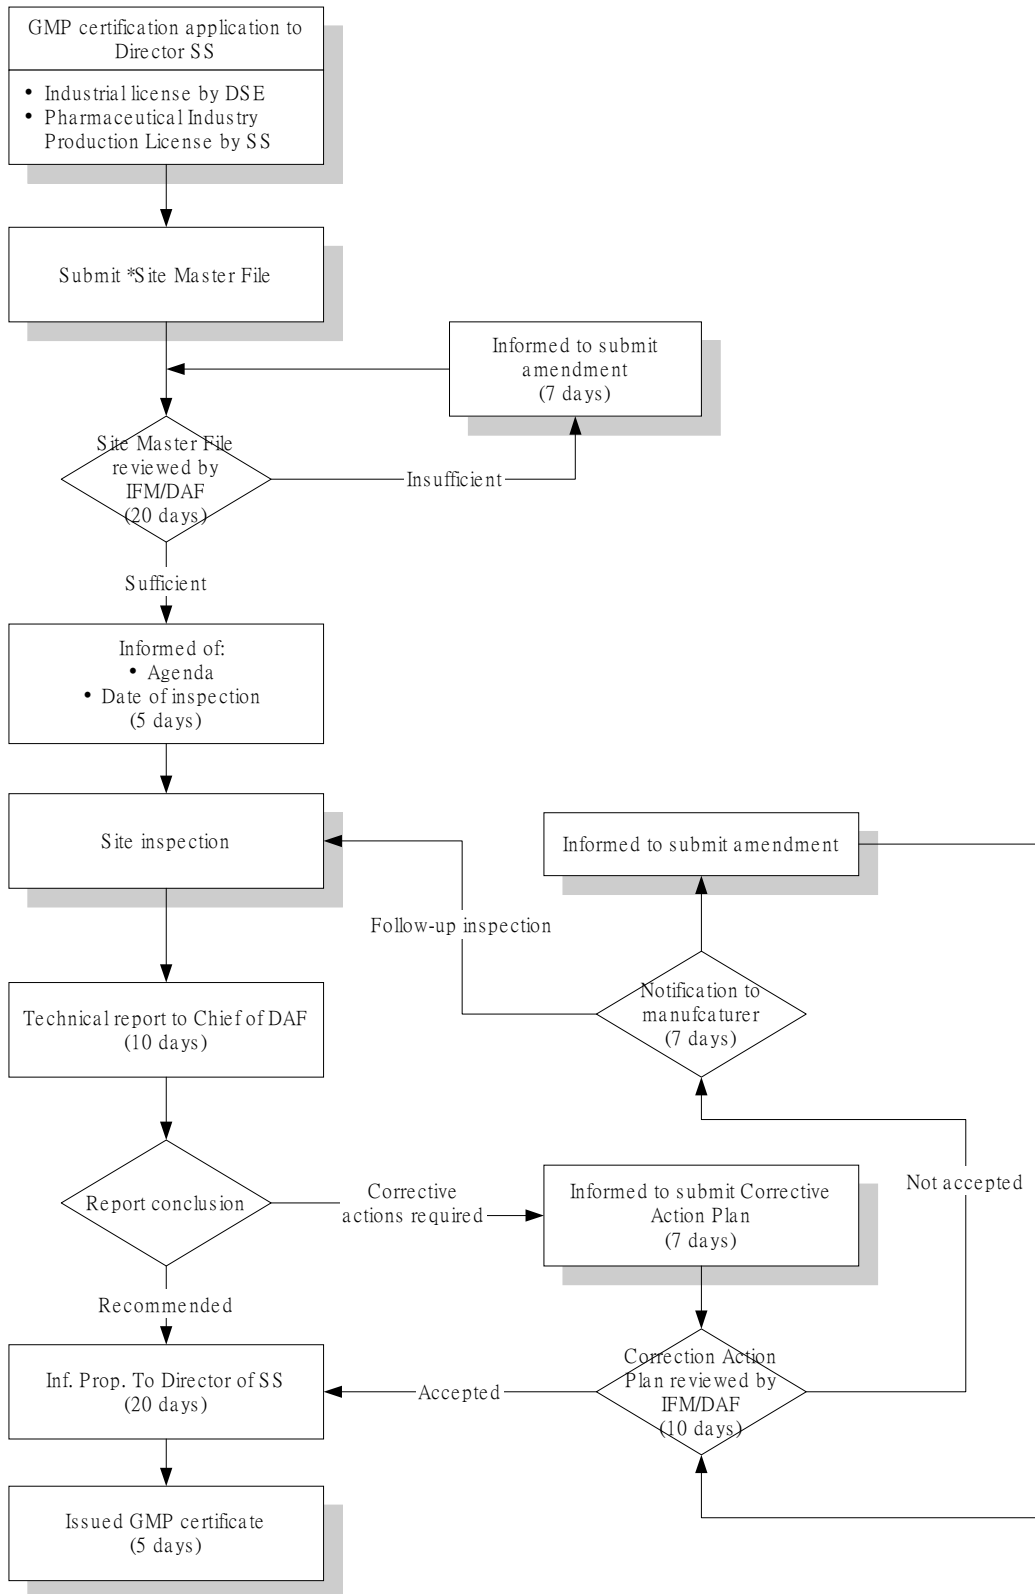 GMP certification application to
Director SS
• Industrial license by DSE
• Pharmaceutical Industry
Production License by SS
Submit *Site Master File
Informed to submit
amendment
(7 days)
Site Master File
reviewed by
IFM/DAF
(20 days)
Insufficient
Sufficient
Informed of:
• Agenda
• Date of inspection
(5 days)
Site inspection
Informed to submit amendment
Follow-up inspection
Notification to
manufcaturer
(7 days)
Technical report to Chief of DAF
(10 days)
Report conclusion
Corrective
actions required
Informed to submit Corrective
Action Plan
(7 days)
Not accepted
Recommended
Inf. Prop. To Director of SS
(20 days)
Accepted
Correction Action
Plan reviewed by
IFM/DAF
(10 days)
Issued GMP certificate
(5 days)